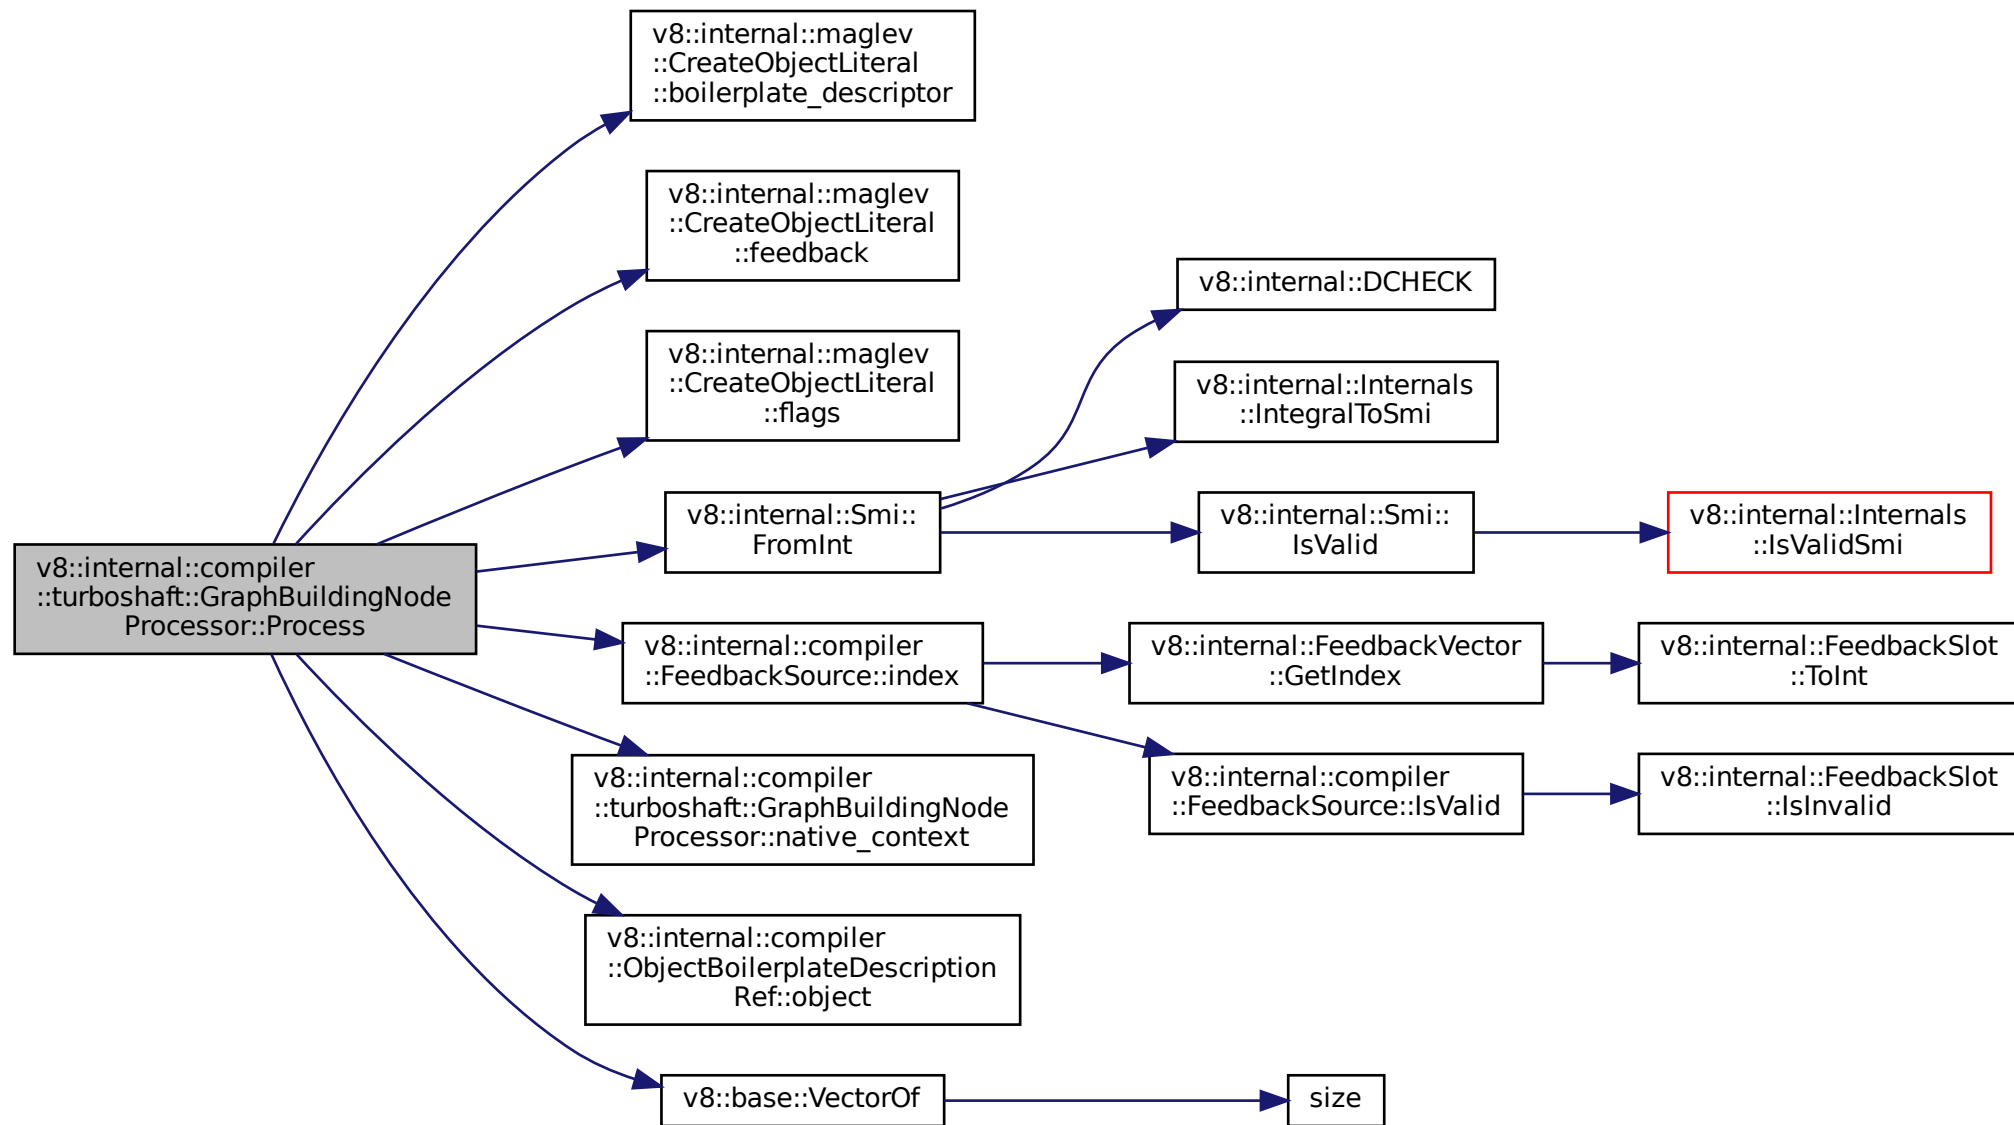 v8::internal::maglev
::CreateObjectLiteral
::boilerplate_descriptor
v8::internal::maglev
::CreateObjectLiteral
::feedback
v8::internal::maglev
::CreateObjectLiteral
::flags
v8::internal::DCHECK
v8::internal::Internals
::IntegralToSmi
v8::internal::Smi::
FromInt
v8::internal::Smi::
IsValid
v8::internal::Internals
::IsValidSmi
v8::internal::compiler
::turboshaft::GraphBuildingNode
Processor::Process
v8::internal::compiler
::FeedbackSource::index
v8::internal::FeedbackVector
::GetIndex
v8::internal::FeedbackSlot
::ToInt
v8::internal::compiler
::turboshaft::GraphBuildingNode
Processor::native_context
v8::internal::compiler
::FeedbackSource::IsValid
v8::internal::FeedbackSlot
::IsInvalid
v8::internal::compiler
::ObjectBoilerplateDescription
Ref::object
v8::base::VectorOf
size